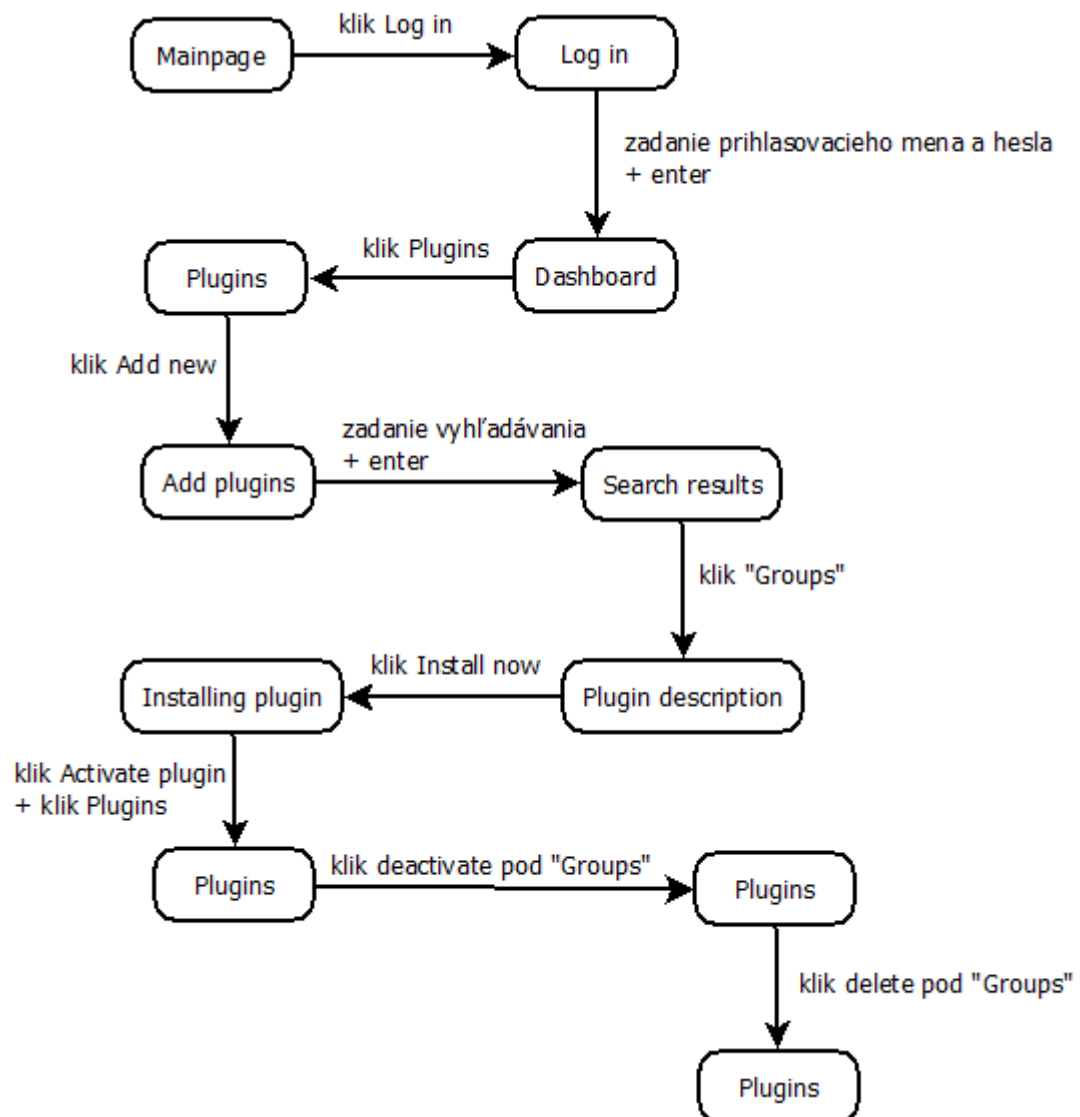 klik Log in
Mainpage
Log in
zadanie prihlasovacieho mena a hesla
+ enter
klik Plugins
Plugins
Dashboard
klik Add new
zadanie vyhľadávania
+ enter
Add plugins
Search results
klik "Groups"
klik Install now
Installing plugin
Plugin description
klik Activate plugin
+ klik Plugins
klik deactivate pod "Groups"
Plugins
Plugins
klik delete pod "Groups"
Plugins